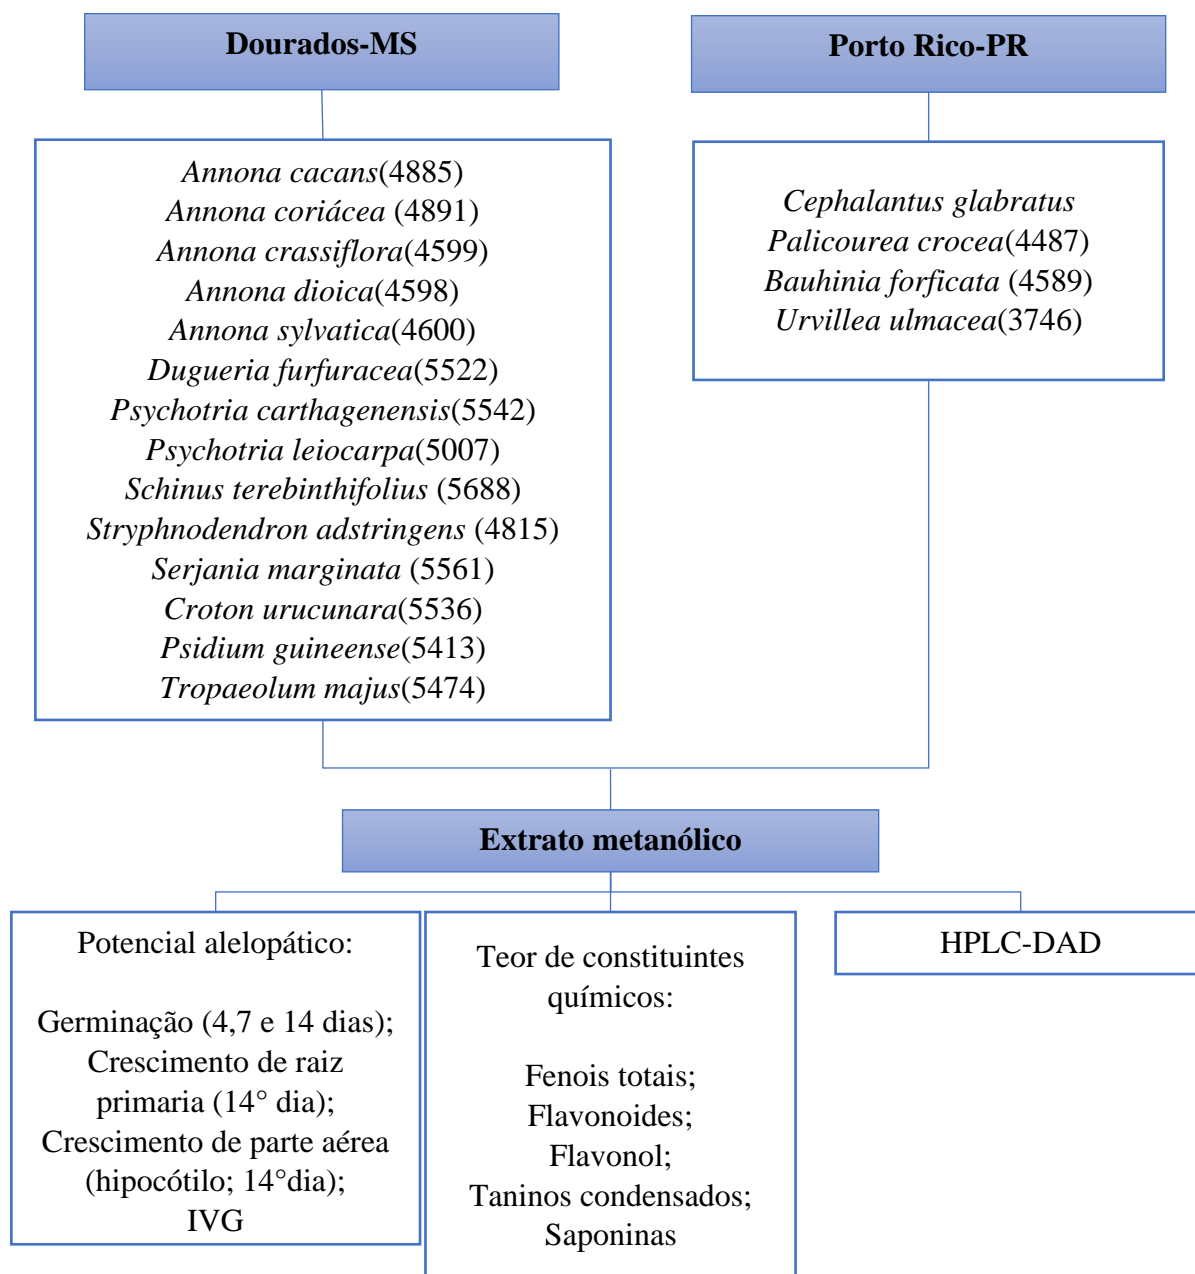 Dourados-MS
Porto Rico-PR
Annona cacans(4885)
Annona coriácea (4891)
Annona crassiflora(4599)
Annona dioica(4598)
Annona sylvatica(4600)
Dugueria furfuracea(5522)
Psychotria carthagenensis(5542)
Psychotria leiocarpa(5007)
Schinus terebinthifolius (5688)
Stryphnodendron adstringens (4815)
Serjania marginata (5561)
Croton urucunara(5536)
Psidium guineense(5413)
Tropaeolum majus(5474)
Cephalantus glabratus
Palicourea crocea(4487)
Bauhinia forficata (4589)
Urvillea ulmacea(3746)
Extrato metanólico
Potencial alelopático:
Germinação (4,7 e 14 dias);
Crescimento de raiz
primaria (14° dia);
Crescimento de parte aérea
(hipocótilo; 14°dia);
IVG
Teor de constituintes
químicos:
Fenois totais;
Flavonoides;
Flavonol;
Taninos condensados;
Saponinas
HPLC-DAD